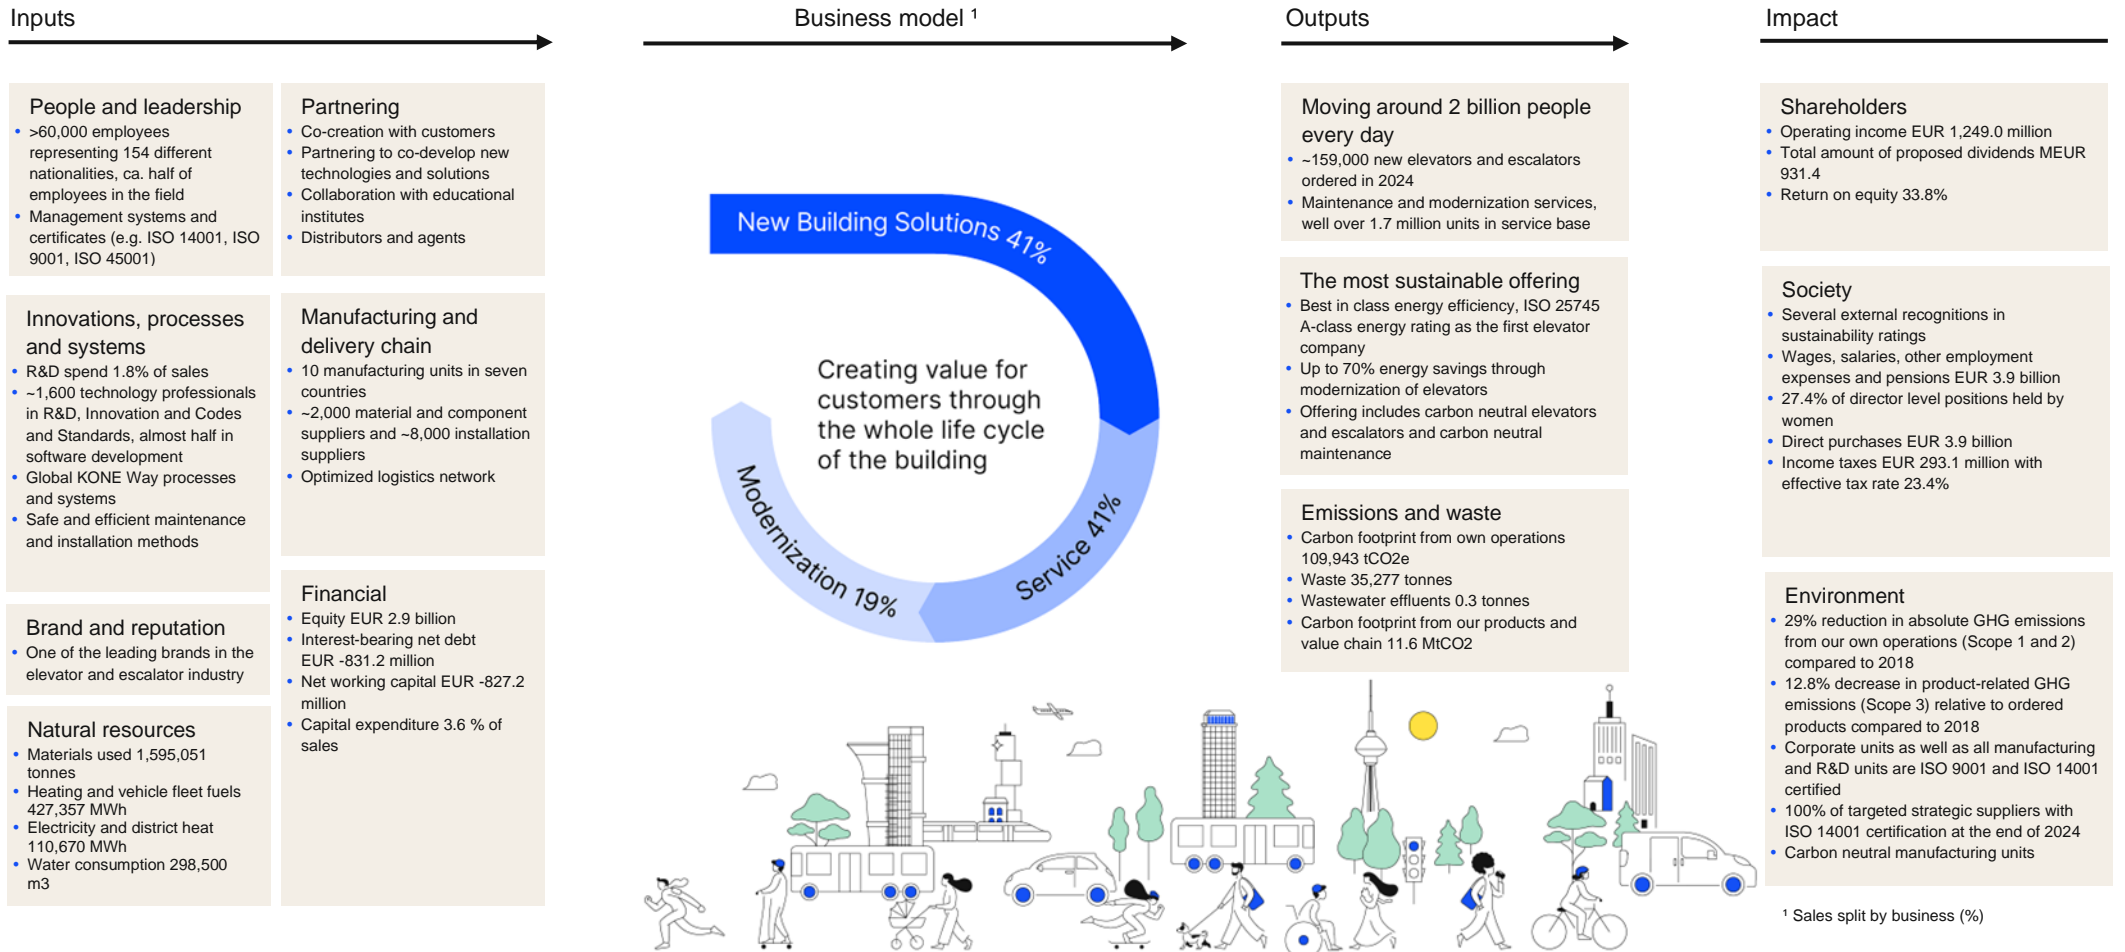 Inputs
People and leadership
• >60,000 employees
representing 154 different
nationalities, ca. half of
employees in the field
• Management systems and
certificates (e.g. ISO 14001, ISO
9001, ISO 45001)
Innovations, processes
and systems
• R&D spend 1.8% of sales
• ~1,600 technology professionals
in R&D, Innovation and Codes
and Standards, almost half in
software development
• Global KONE Way processes
and systems
• Safe and efficient maintenance
and installation methods
Brand and reputation
• One of the leading brands in the
elevator and escalator industry
Natural resources
• Materials used 1,595,051
tonnes
• Heating and vehicle fleet fuels
427,357 MWh
• Electricity and district heat
110,670 MWh
• Water consumption 298,500
m3
Partnering
• Co-creation with customers
• Partnering to co-develop new
technologies and solutions
• Collaboration with educational
institutes
• Distributors and agents
Manufacturing and
delivery chain
• 10 manufacturing units in seven
countries
• ~2,000 material and component
suppliers and ~8,000 installation
suppliers
• Optimized logistics network
Financial
• Equity EUR 2.9 billion
• Interest-bearing net debt
EUR -831.2 million
• Net working capital EUR -827.2
million
• Capital expenditure 3.6 % of
sales
Business model ¹
New Building Solutions 41%
Creating value for
customers through
the whole life cycle
of the building
Service 41%
Modernization 19%
Outputs
Moving around 2 billion people
every day
• ~159,000 new elevators and escalators
ordered in 2024
• Maintenance and modernization services,
well over 1.7 million units in service base
The most sustainable offering
• Best in class energy efficiency, ISO 25745
A-class energy rating as the first elevator
company
• Up to 70% energy savings through
modernization of elevators
• Offering includes carbon neutral elevators
and escalators and carbon neutral
maintenance
Emissions and waste
• Carbon footprint from own operations
109,943 tCO2e
• Waste 35,277 tonnes
• Wastewater effluents 0.3 tonnes
• Carbon footprint from our products and
value chain 11.6 MtCO2
Impact
Shareholders
• Operating income EUR 1,249.0 million
• Total amount of proposed dividends MEUR
931.4
• Return on equity 33.8%
Society
• Several external recognitions in
sustainability ratings
• Wages, salaries, other employment
expenses and pensions EUR 3.9 billion
• 27.4% of director level positions held by
women
• Direct purchases EUR 3.9 billion
• Income taxes EUR 293.1 million with
effective tax rate 23.4%
Environment
• 29% reduction in absolute GHG emissions
from our own operations (Scope 1 and 2)
compared to 2018
• 12.8% decrease in product-related GHG
emissions (Scope 3) relative to ordered
products compared to 2018
• Corporate units as well as all manufacturing
and R&D units are ISO 9001 and ISO 14001
certified
• 100% of targeted strategic suppliers with
ISO 14001 certification at the end of 2024
• Carbon neutral manufacturing units
¹ Sales split by business (%)